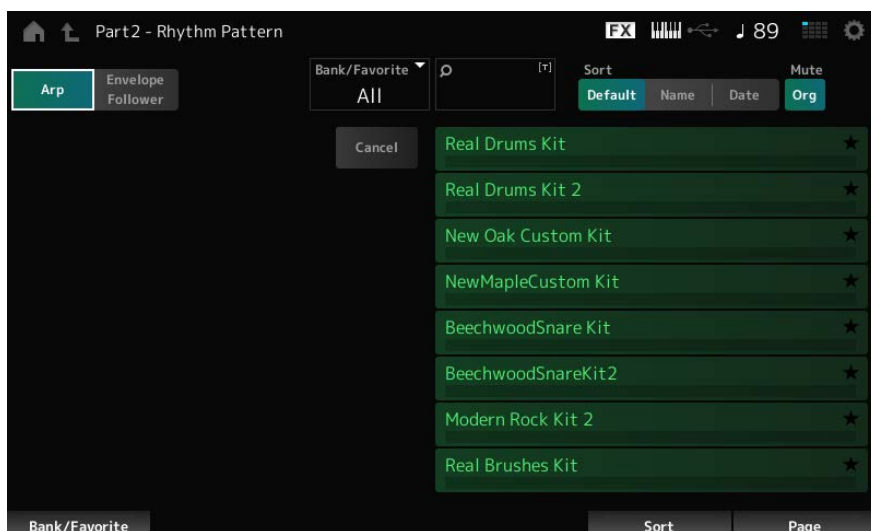 Part2 - Rhythm Pattern
FX
89
Arp
Envelope
Follower
Bank/Favorite
All
[T]
Sort
Default
Name
Date
Mute
Org
Cancel
Real Drums Kit
Real Drums Kit 2
New Oak Custom Kit
NewMapleCustom Kit
BeechwoodSnare Kit
BeechwoodSnareKit2
Modern Rock Kit 2
Real Brushes Kit
Bank/Favorite
Sort
Page